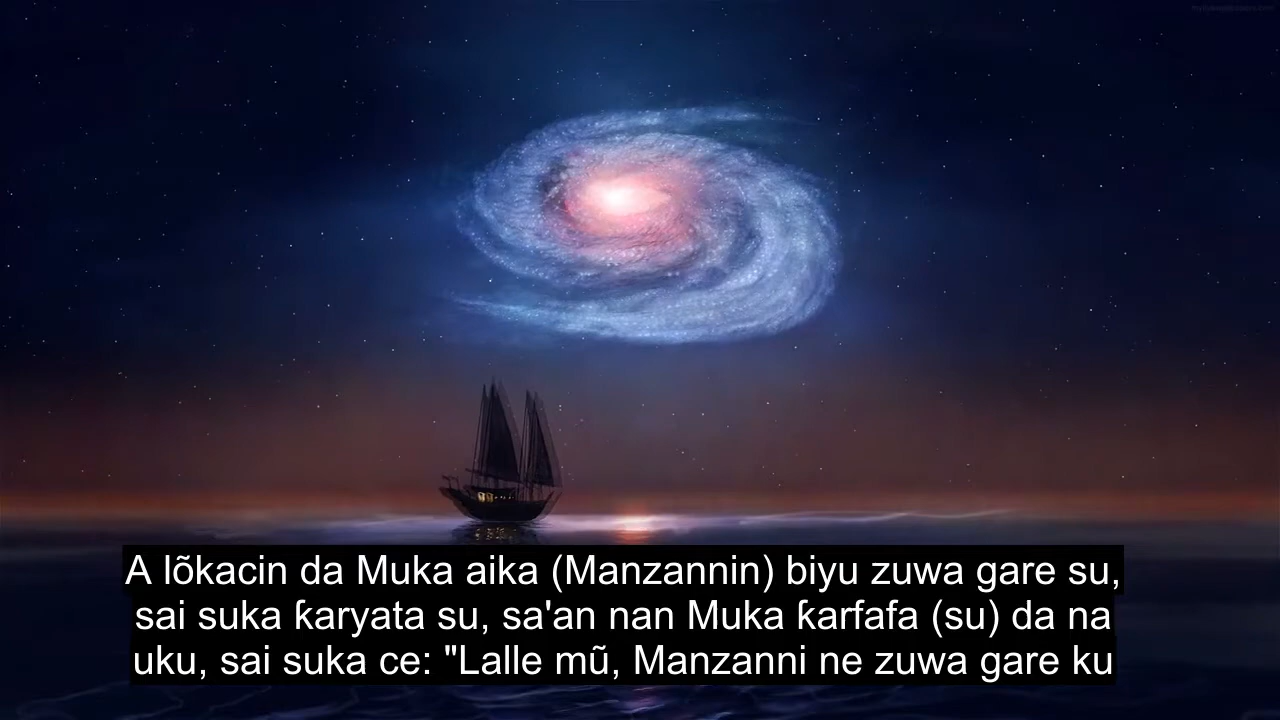 A lõkacin da Muka aika (Manzannin) biyu zuwa gare su,
sai suka ƙaryata su, sa'an nan Muka ƙarfafa (su) da na
uku, sai suka ce: "Lalle mũ, Manzanni ne zuwa gare ku